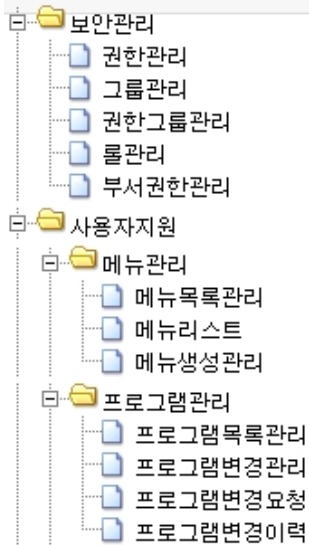 보안관리
권한관리
그룹관리
권한그룹관리
롤관리
부서권한관리
사용자지원
메뉴관리
메뉴목록관리
메뉴리스트
메뉴생성관리
프로그램관리
프로그램목록관리
프로그램변경관리
프로그램변경요청
프로그램변경이력